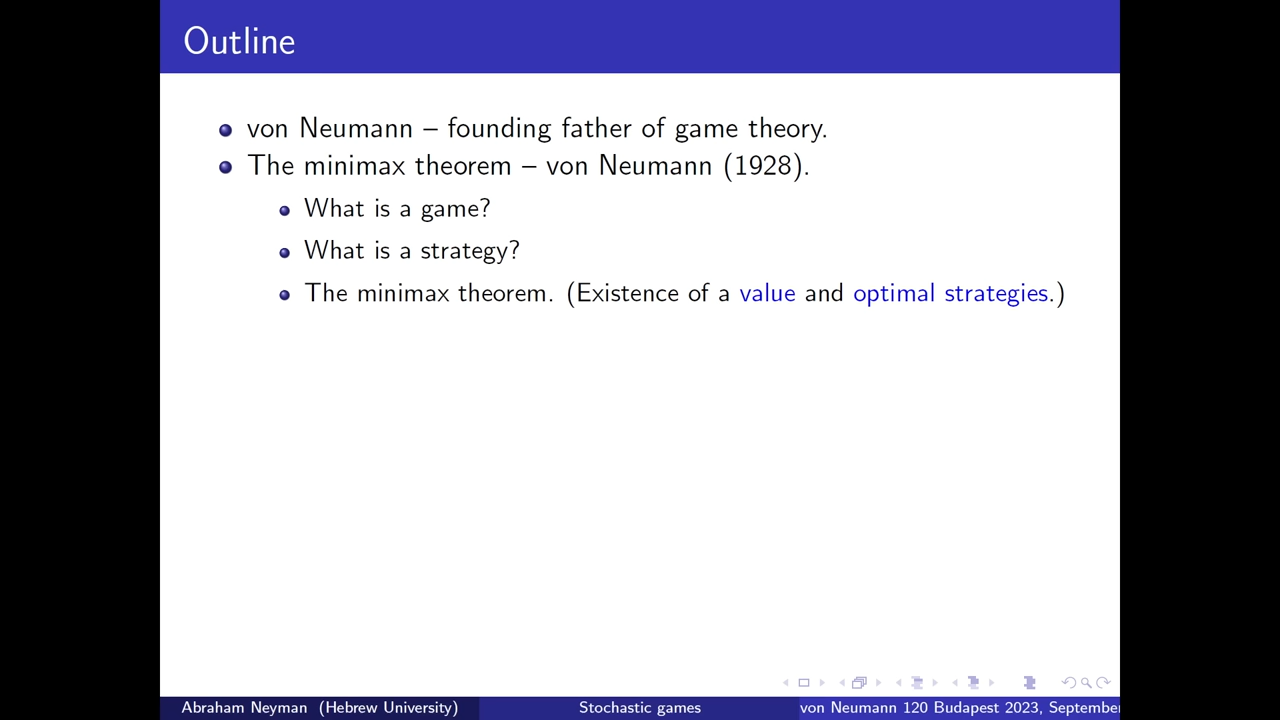 Outline
von Neumann – founding father of game theory.
The minimax theorem – von Neumann (1928).
What is a game?
What is a strategy?
The minimax theorem. (Existence of a value and optimal strategies.)
Abraham Neyman (Hebrew University)
Stochastic games
von Neumann 120 Budapest 2023, September